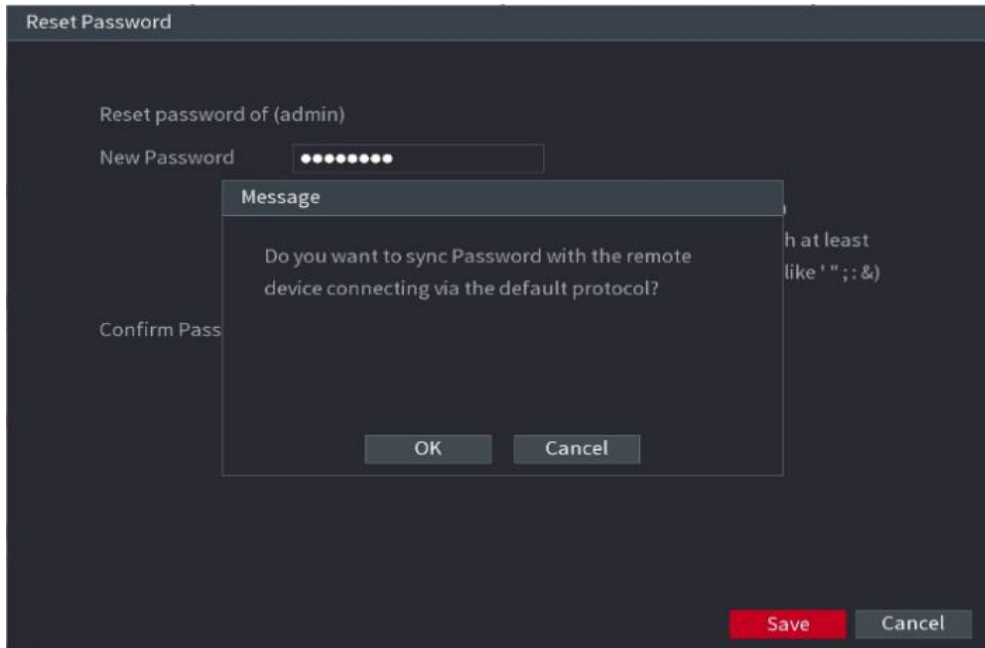 Reset Password
Reset password of (admin)
New Password ●●●●●●●●
Message
h at least
Do you want to sync Password with the remote
like ' " ; : &)
device connecting via the default protocol?
Confirm Pass
OK Cancel
Save Cancel